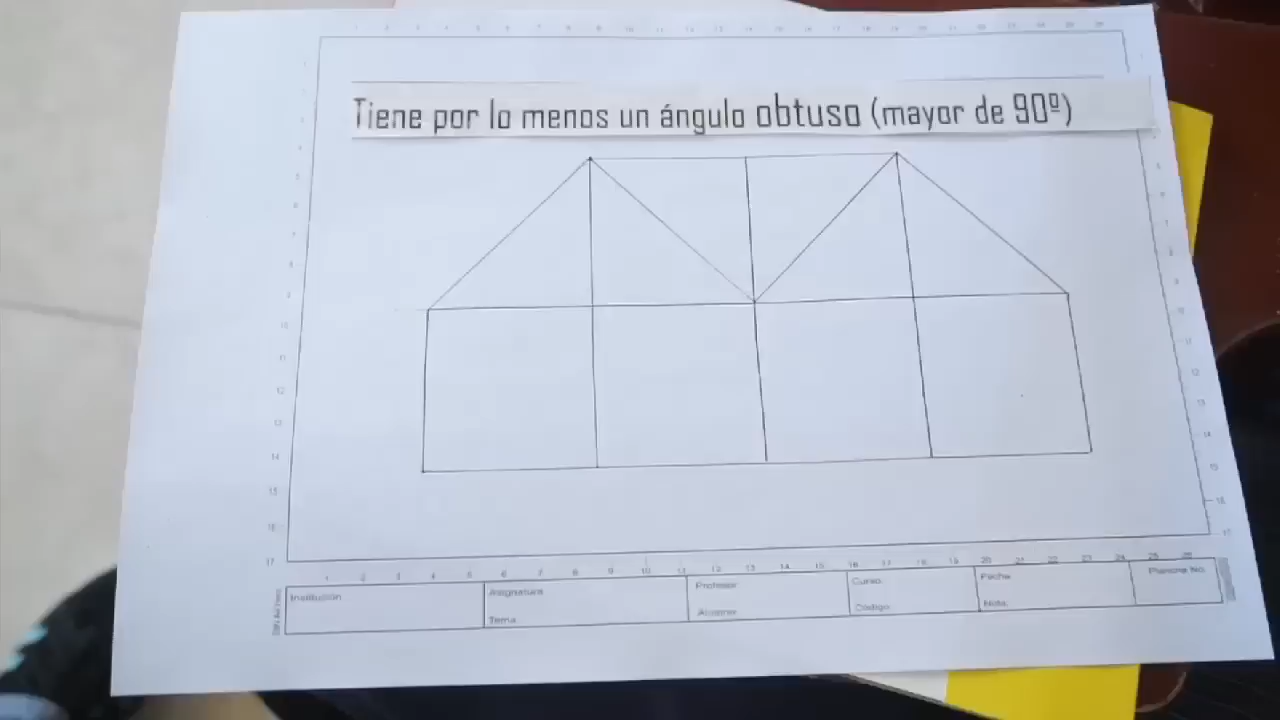 Tiene por lo menos un ángulo obtuso (mayor de 90º)
Institución
Asignatura
Profesor
Curso
Fecha
Plancha No.
Tema
Alumno
Código
Nota